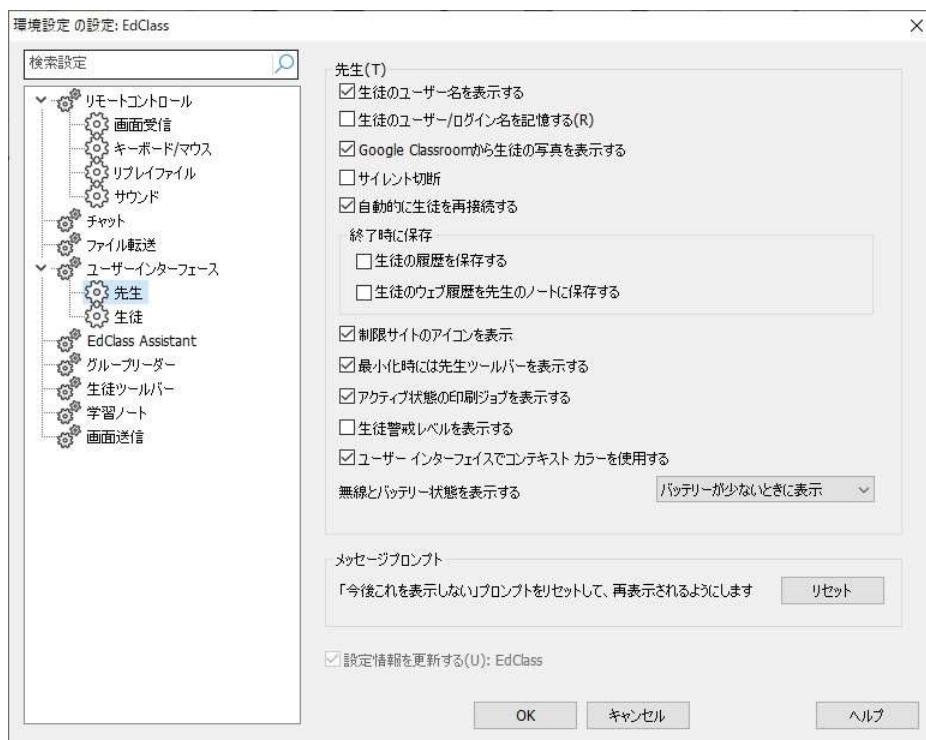 環境設定 の設定: EdClass
検索設定
リモートコントロール
画面受信
キーボード/マウス
リプレイファイル
サウンド
チャット
ファイル転送
ユーザーインターフェース
先生
生徒
EdClass Assistant
グループリーダー
生徒ツールバー
学習ノート
画面送信
先生(T)
生徒のユーザー名を表示する
生徒のユーザー/ログイン名を記憶する(R)
Google Classroomから生徒の写真を表示する
サイレント切断
自動的に生徒を再接続する
終了時に保存
生徒の履歴を保存する
生徒のウェブ履歴を先生のノートに保存する
制限サイトのアイコンを表示
最小化時には先生ツールバーを表示する
アクティブ状態の印刷ジョブを表示する
生徒警戒レベルを表示する
ユーザー インターフェイスでコンテキスト カラーを使用する
無線とバッテリー状態を表示する
バッテリーが少ないときに表示
メッセージプロンプト
「今後これを表示しない」プロンプトをリセットして、再表示されるようにします
リセット
設定情報を更新する(U): EdClass
OK
キャンセル
ヘルプ